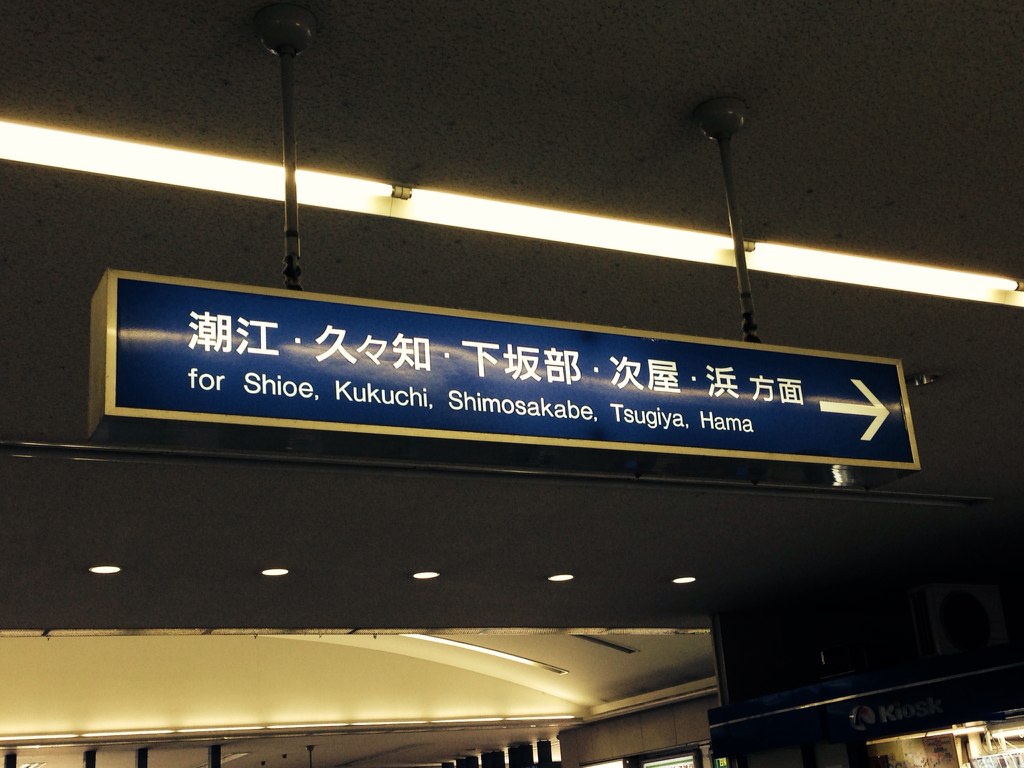 潮江・久々知・下坂部・次屋・浜 方面
for Shioe, Kukuchi, Shimosakabe, Tsugiya, Hama
Kiosk